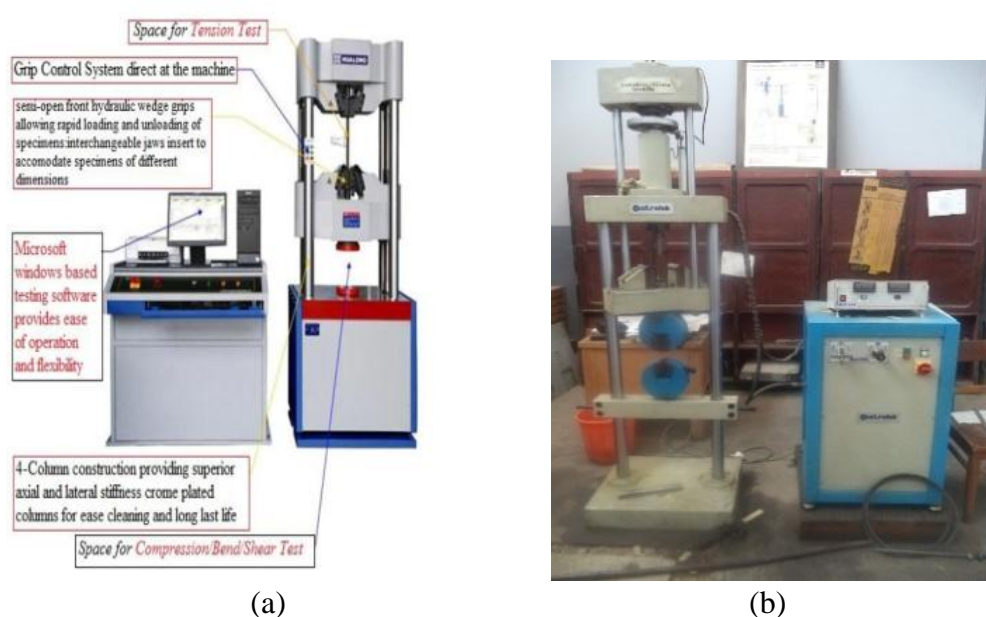 Space for Tension Test
Grip Control System direct at the machine
semi-open front hydraulic wedge grips
allowing rapid loading and unloading of
specimens:interchangeable jaws insert to
accomodate specimens of different
dimensions
HUALONG
Microsoft
windows based
testing software
provides ease
of operation
and flexibility
4-Column construction providing superior
axial and lateral stiffness crome plated
columns for ease cleaning and long last life
Space for Compression/Bend/Shear Test
(a)
(b)